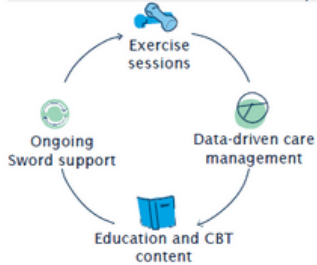 Exercise
sessions
Ongoing
Sword support
Data-driven care
management
Education and CBT
content